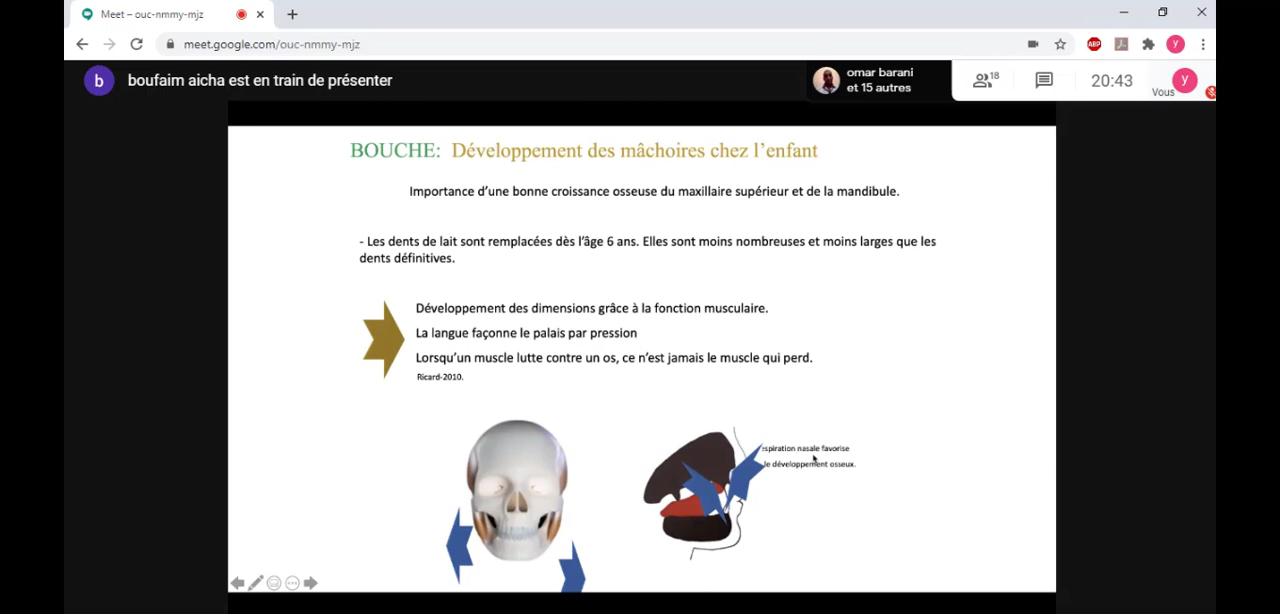 Meet – ouc-nmmy-mjz
meet.google.com/ouc-nmmy-mjz
ABP
y
b
boufaim aicha est en train de présenter
omar barani
et 15 autres
18
20:43
Vous
y
BOUCHE: Développement des mâchoires chez l'enfant
Importance d'une bonne croissance osseuse du maxillaire supérieur et de la mandibule.
- Les dents de lait sont remplacées dès l'âge 6 ans. Elles sont moins nombreuses et moins larges que les
dents définitives.
Développement des dimensions grâce à la fonction musculaire.
La langue façonne le palais par pression
Lorsqu'un muscle lutte contre un os, ce n'est jamais le muscle qui perd.
Ricard-2010.
spiration nasale favorise
le développement osseux.